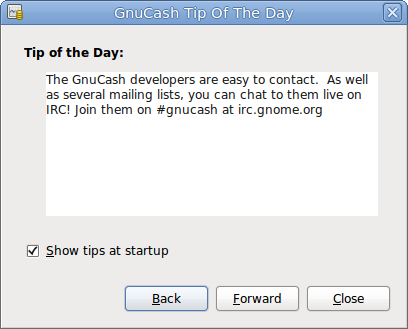 GnuCash Tip Of The Day
Tip of the Day:
The GnuCash developers are easy to contact.  As well
as several mailing lists, you can chat to them live on
IRC! Join them on #gnucash at irc.gnome.org
Show tips at startup
Back
Forward
Close